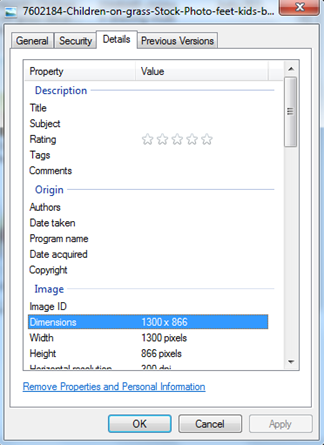 7602184-Children-on-grass-Stock-Photo-feet-kids-b...
General Security Details Previous Versions
Property Value
Description
Title
Subject
Rating
Tags
Comments
Origin
Authors
Date taken
Program name
Date acquired
Copyright
Image
Image ID
Dimensions 1300 x 866
Width 1300 pixels
Height 866 pixels
Horizontal resolution 300 dpi
Remove Properties and Personal Information
OK Cancel Apply